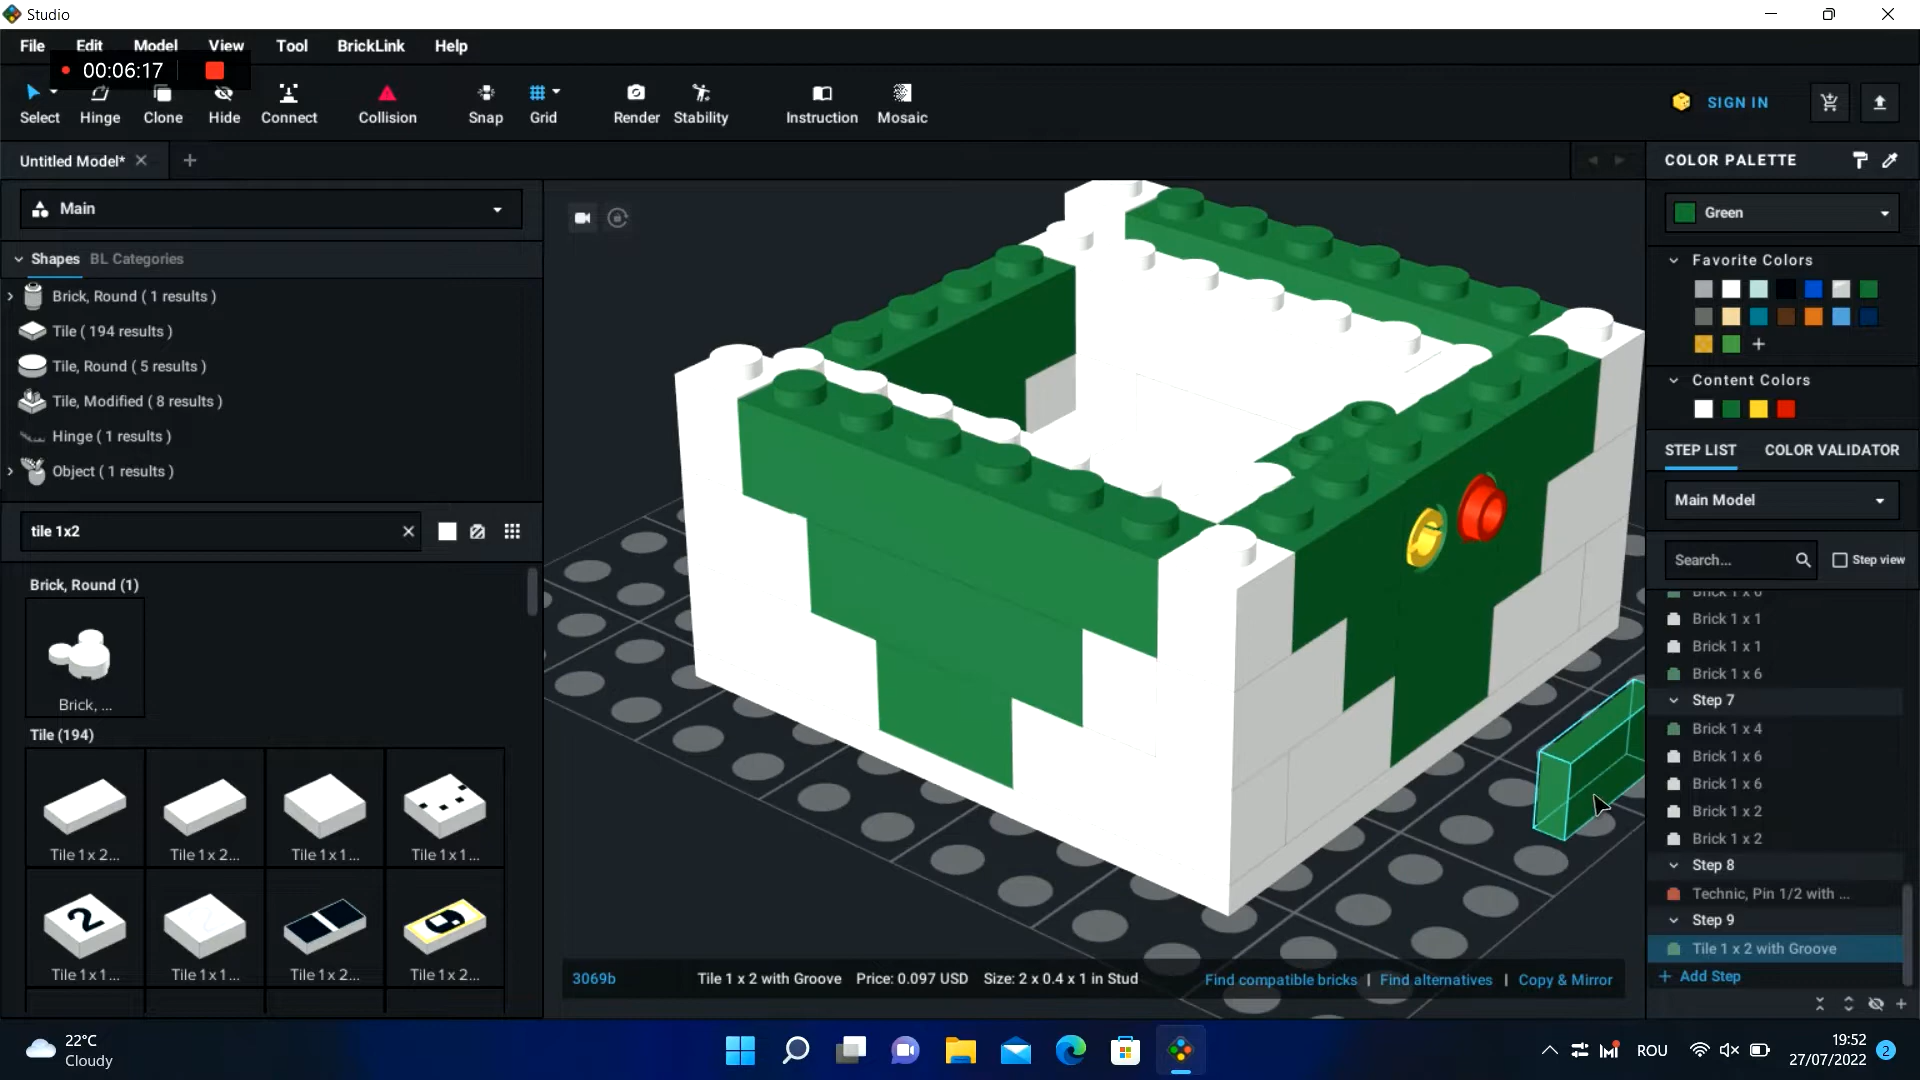 Studio
File Edit Model View Tool BrickLink Help
00:06:17
Select Hinge Clone Hide Connect Collision Snap Grid Render Stability Instruction Mosaic
SIGN IN
Untitled Model*
COLOR PALETTE
Main
Green
Shapes BL Categories
Favorite Colors
Brick, Round ( 1 results )
Tile ( 194 results )
Tile, Round ( 5 results )
Tile, Modified ( 8 results )
Hinge ( 1 results )
Object ( 1 results )
Content Colors
STEP LIST COLOR VALIDATOR
Main Model
tile 1x2
Search... Step view
Brick, Round (1)
Brick, ...
Tile (194)
Tile 1 x 2... Tile 1 x 2... Tile 1 x 1... Tile 1 x 1...
2
Tile 1 x 1... Tile 1 x 1... Tile 1 x 2... Tile 1 x 2...
Brick 1 x 6
Brick 1 x 1
Brick 1 x 1
Brick 1 x 6
Step 7
Brick 1 x 4
Brick 1 x 6
Brick 1 x 6
Brick 1 x 2
Brick 1 x 2
Step 8
Technic, Pin 1/2 with ...
Step 9
Tile 1 x 2 with Groove
+ Add Step
3069b Tile 1 x 2 with Groove Price: 0.097 USD Size: 2 x 0.4 x 1 in Stud Find compatible bricks | Find alternatives | Copy & Mirror
22°C
Cloudy
ROU
19:52
27/07/2022
2